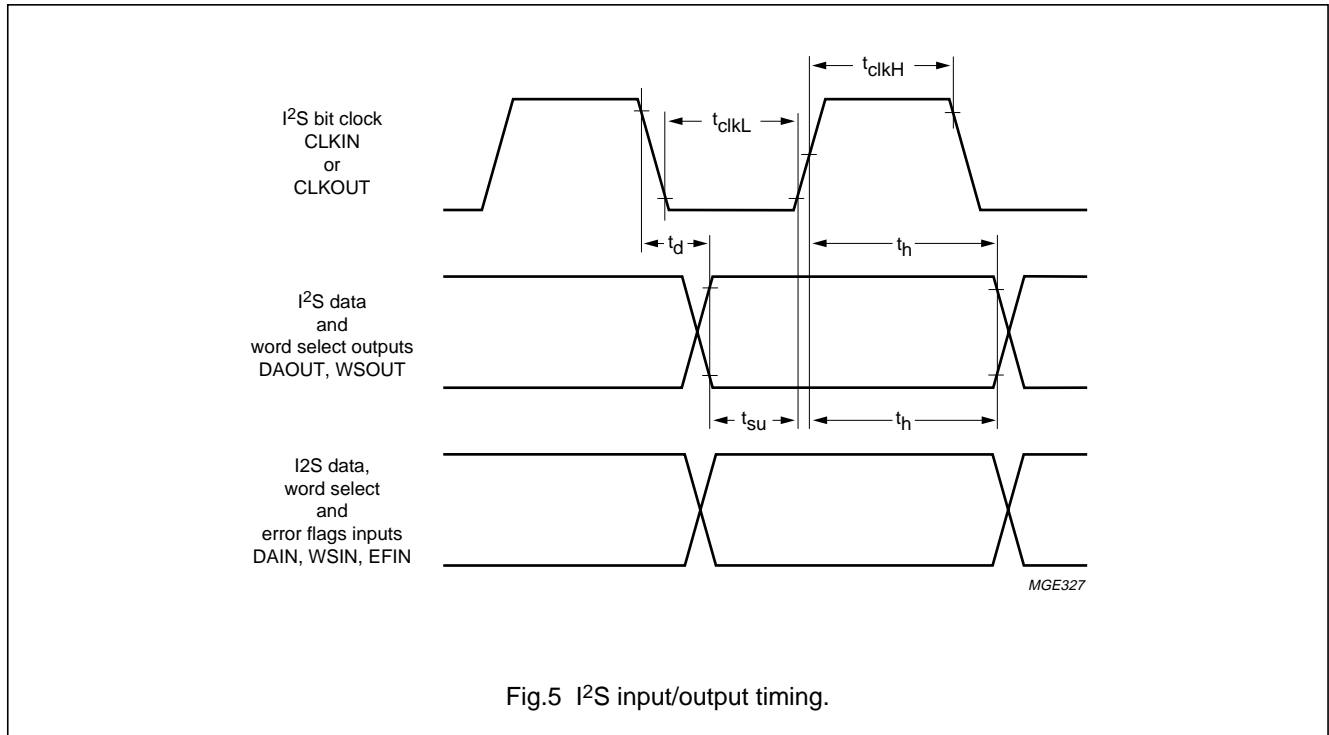 t_clkH
I²S bit clock
CLKIN
or
CLKOUT
t_clkL
t_d
t_h
I²S data
and
word select outputs
DAOUT, WSOUT
t_su
t_h
I2S data,
word select
and
error flags inputs
DAIN, WSIN, EFIN
MGE327
Fig.5 I²S input/output timing.